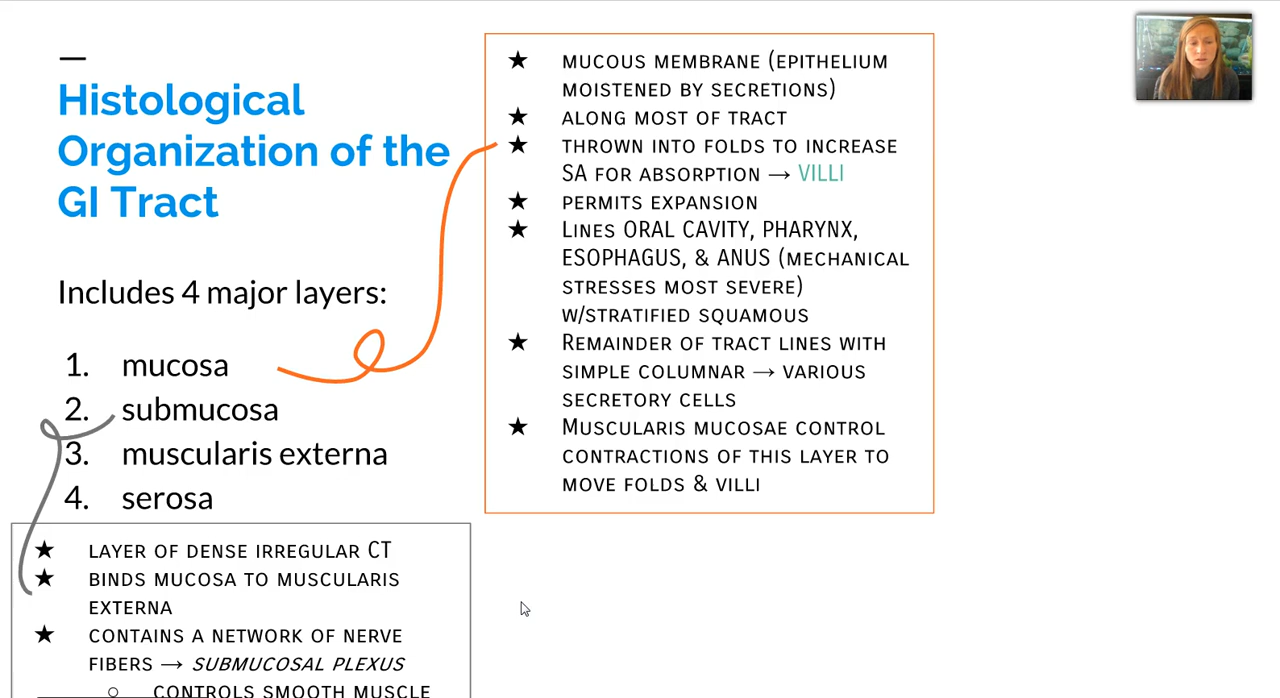 Histological
Organization of the
GI Tract
Includes 4 major layers:
1. mucosa
2. submucosa
3. muscularis externa
4. serosa
★ MUCOUS MEMBRANE (EPITHELIUM
MOISTENED BY SECRETIONS)
★ ALONG MOST OF TRACT
★ THROWN INTO FOLDS TO INCREASE
SA FOR ABSORPTION → VILLI
★ PERMITS EXPANSION
★ LINES ORAL CAVITY, PHARYNX,
ESOPHAGUS, & ANUS (MECHANICAL
STRESSES MOST SEVERE)
W/STRATIFIED SQUAMOUS
★ REMAINDER OF TRACT LINES WITH
SIMPLE COLUMNAR → VARIOUS
SECRETORY CELLS
★ MUSCULARIS MUCOSAE CONTROL
CONTRACTIONS OF THIS LAYER TO
MOVE FOLDS & VILLI
★ LAYER OF DENSE IRREGULAR CT
★ BINDS MUCOSA TO MUSCULARIS
EXTERNA
★ CONTAINS A NETWORK OF NERVE
FIBERS → SUBMUCOSAL PLEXUS
○ CONTROLS SMOOTH MUSCLE